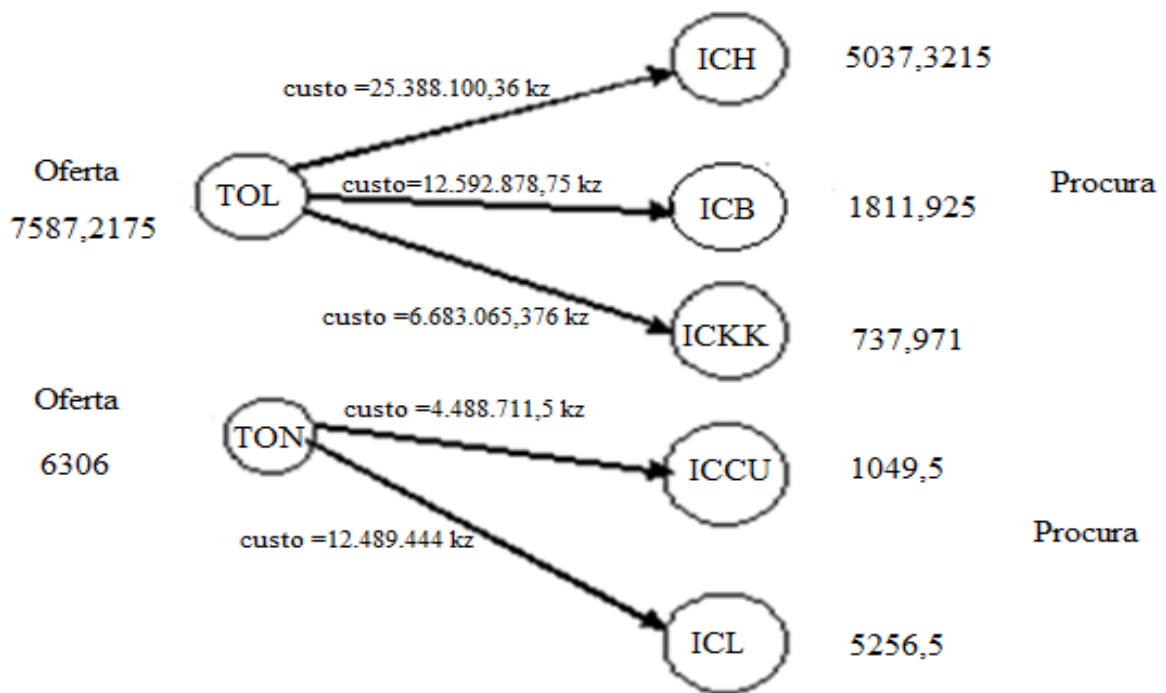 ICH
5037,3215
custo =25.388.100,36 kz
Oferta
7587,2175
TOL
custo=12.592.878,75 kz
ICB
1811,925
Procura
custo =6.683.065,376 kz
ICKK
737,971
Oferta
6306
TON
custo =4.488.711,5 kz
ICCU
1049,5
Procura
custo =12.489.444 kz
ICL
5256,5